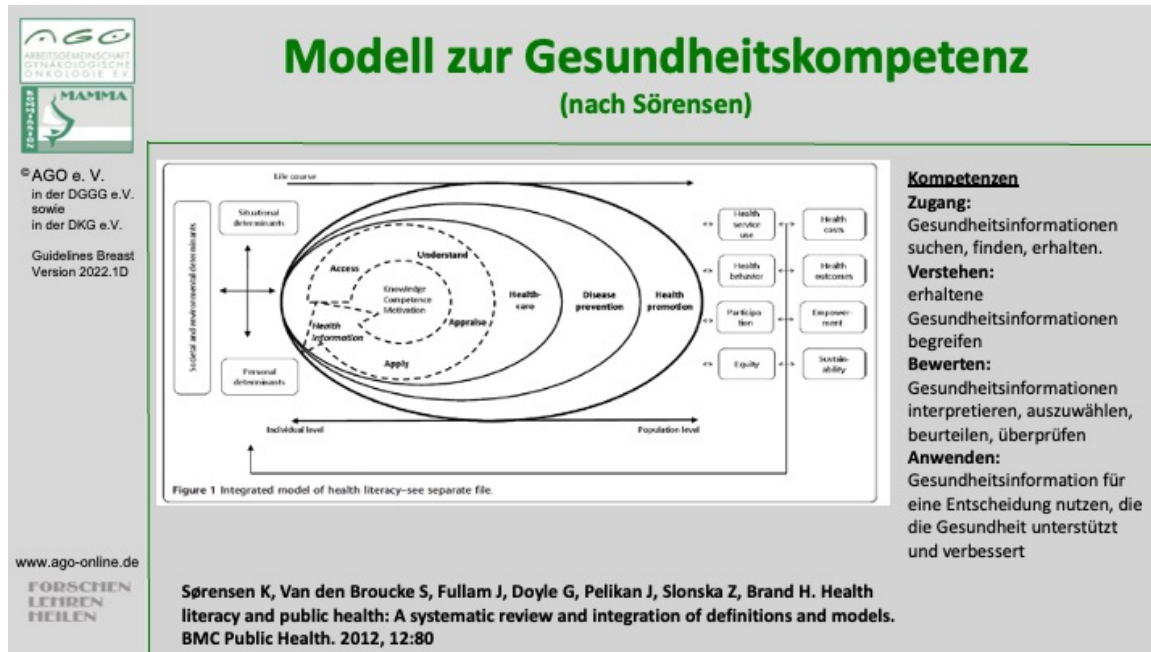 AGO
ARBEITSGEMEINSCHAFT
GYNÄKOLOGISCHE
ONKOLOGIE E.V.
KOMMISSION
MAMMA
© AGO e. V.
in der DGGG e.V.
sowie
in der DKG e.V.
Guidelines Breast
Version 2022.1D
www.ago-online.de
FORSCHEN
LEHREN
HEILEN
Modell zur Gesundheitskompetenz
(nach Sörensen)
Life course
Societal and environmental determinants
Situational
determinants
Personal
determinants
Access
Understand
Knowledge
Competence
Motivation
Health
Information
Appraise
Apply
Health-
care
Disease
prevention
Health
promotion
Health
service
use
Health
costs
Health
behavior
Health
outcomes
Participa
tion
Empower-
ment
Equity
Sustain-
ability
Individual level
Population level
Figure 1 Integrated model of health literacy–see separate file.
Kompetenzen
Zugang:
Gesundheitsinformationen
suchen, finden, erhalten.
Verstehen:
erhaltene
Gesundheitsinformationen
begreifen
Bewerten:
Gesundheitsinformationen
interpretieren, auszuwählen,
beurteilen, überprüfen
Anwenden:
Gesundheitsinformation für
eine Entscheidung nutzen, die
die Gesundheit unterstützt
und verbessert
Sørensen K, Van den Broucke S, Fullam J, Doyle G, Pelikan J, Slonska Z, Brand H. Health
literacy and public health: A systematic review and integration of definitions and models.
BMC Public Health. 2012, 12:80